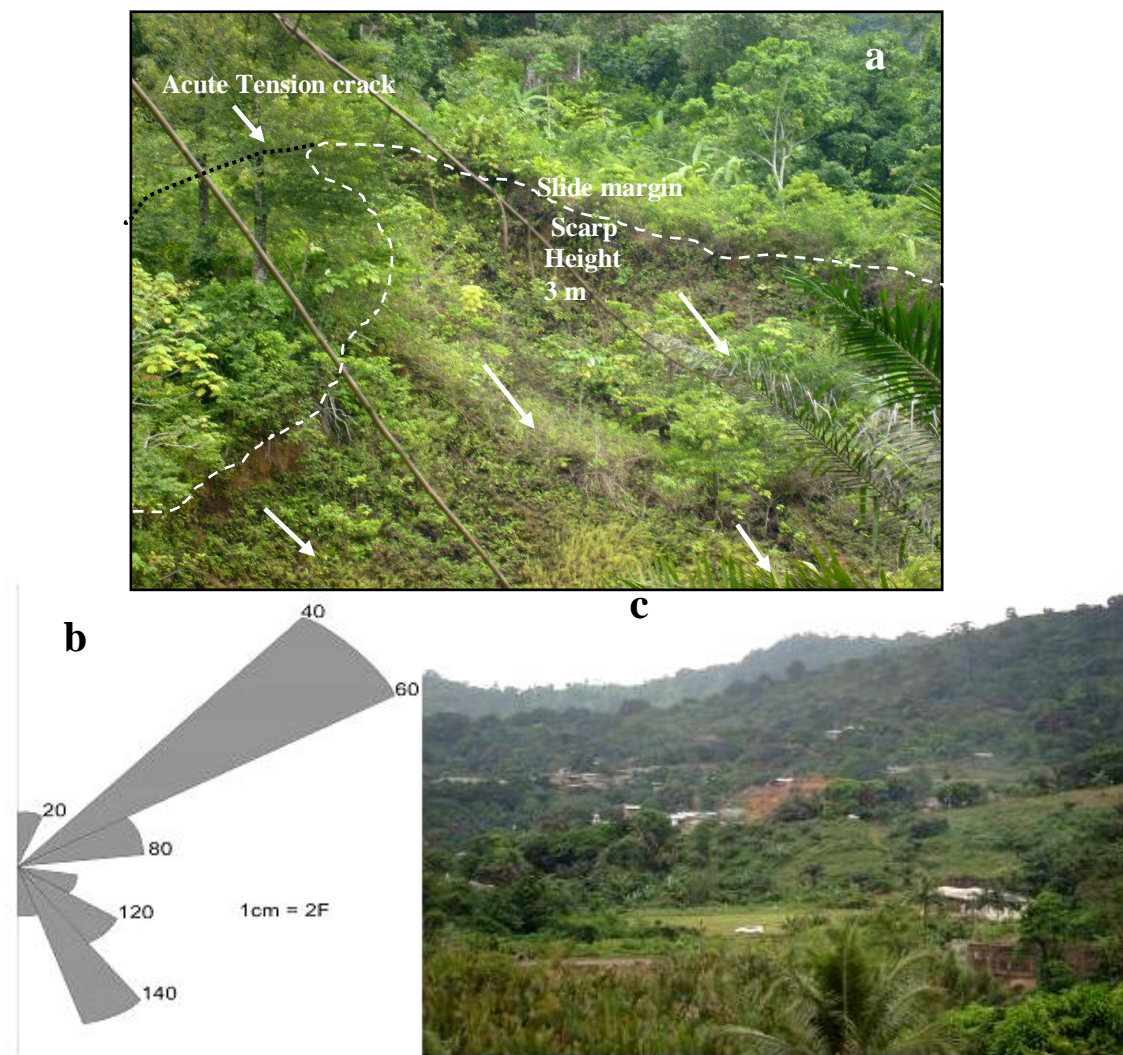 a
Acute Tension crack
Slide margin
Scarp
Height
3 m
b
c
40
60
20
80
120
1cm = 2F
140